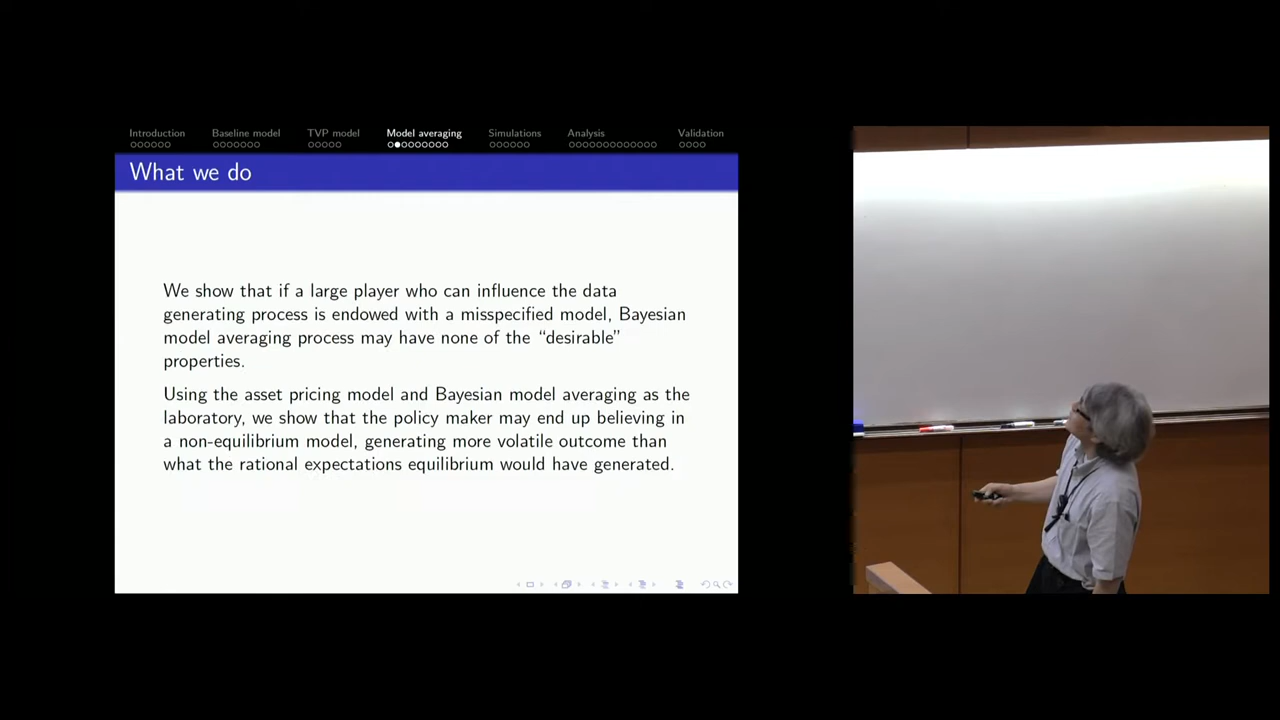 Introduction Baseline model TVP model Model averaging Simulations Analysis Validation
What we do
We show that if a large player who can influence the data
generating process is endowed with a misspecified model, Bayesian
model averaging process may have none of the “desirable”
properties.
Using the asset pricing model and Bayesian model averaging as the
laboratory, we show that the policy maker may end up believing in
a non-equilibrium model, generating more volatile outcome than
what the rational expectations equilibrium would have generated.